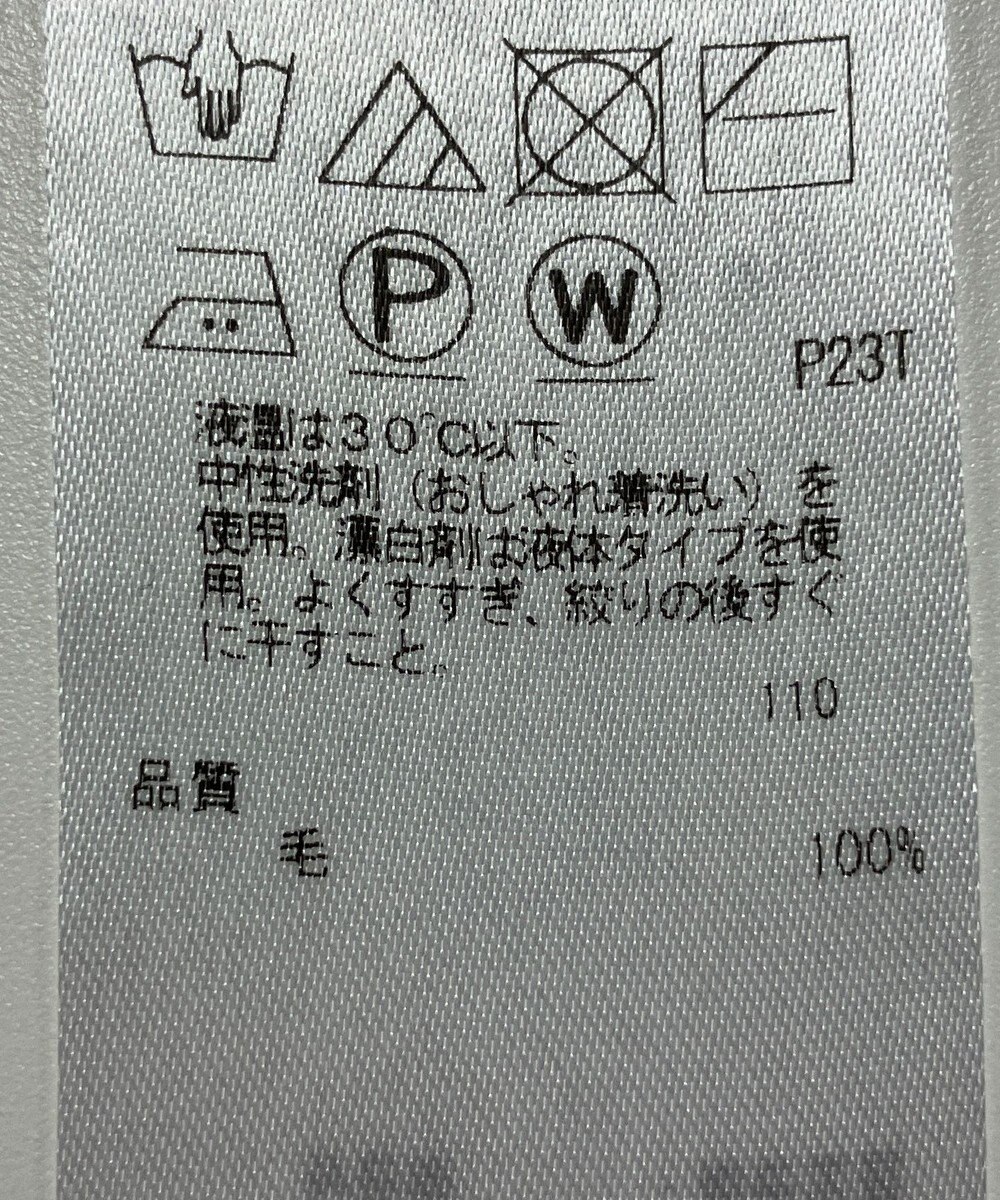 P W
P23T
液温は30℃以下。
中性洗剤（おしゃれ着洗い）を
使用。漂白剤は液体タイプを使
用。よくすすぎ、絞りの後すぐ
に干すこと。
110
品質
毛 100%